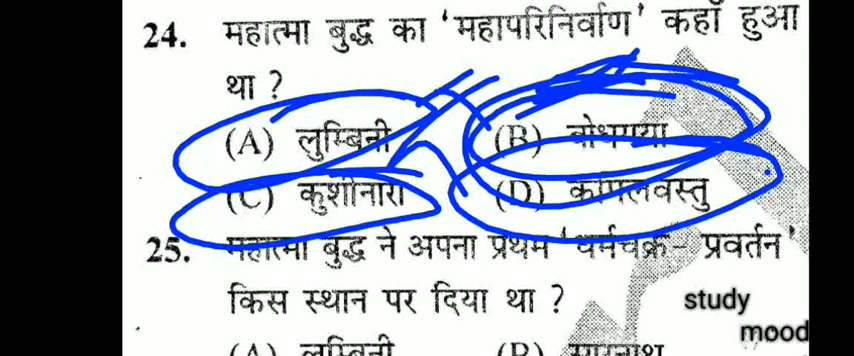 24. महात्मा बुद्ध का 'महापरिनिर्वाण' कहाँ हुआ
था ?
(A) लुम्बिनी (B) बोधगया
(C) कुशीनारा (D) कपिलवस्तु
25. महात्मा बुद्ध ने अपना प्रथम 'धर्मचक्र- प्रवर्तन'
किस स्थान पर दिया था ?
study
mood
(A) लुम्बिनी (B) सारनाथ